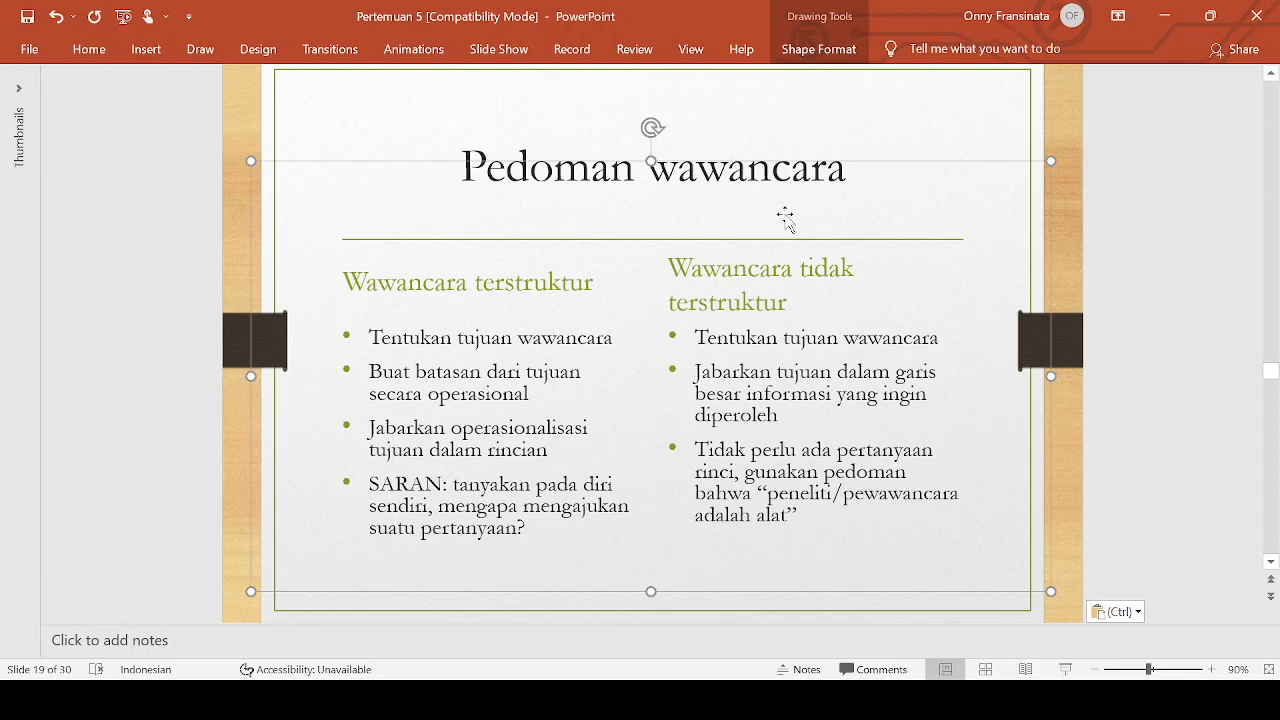 Pertemuan 5 [Compatibility Mode] - PowerPoint
Drawing Tools
Onny Fransinata
OF
File
Home
Insert
Draw
Design
Transitions
Animations
Slide Show
Record
Review
View
Help
Shape Format
Tell me what you want to do
Share
Thumbnails
Pedoman wawancara
Wawancara terstruktur
• Tentukan tujuan wawancara
• Buat batasan dari tujuan
secara operasional
• Jabarkan operasionalisasi
tujuan dalam rincian
• SARAN: tanyakan pada diri
sendiri, mengapa mengajukan
suatu pertanyaan?
Wawancara tidak
terstruktur
• Tentukan tujuan wawancara
• Jabarkan tujuan dalam garis
besar informasi yang ingin
diperoleh
• Tidak perlu ada pertanyaan
rinci, gunakan pedoman
bahwa “peneliti/pewawancara
adalah alat”
(Ctrl)
Click to add notes
Slide 19 of 30
Indonesian
Accessibility: Unavailable
Notes
Comments
90%